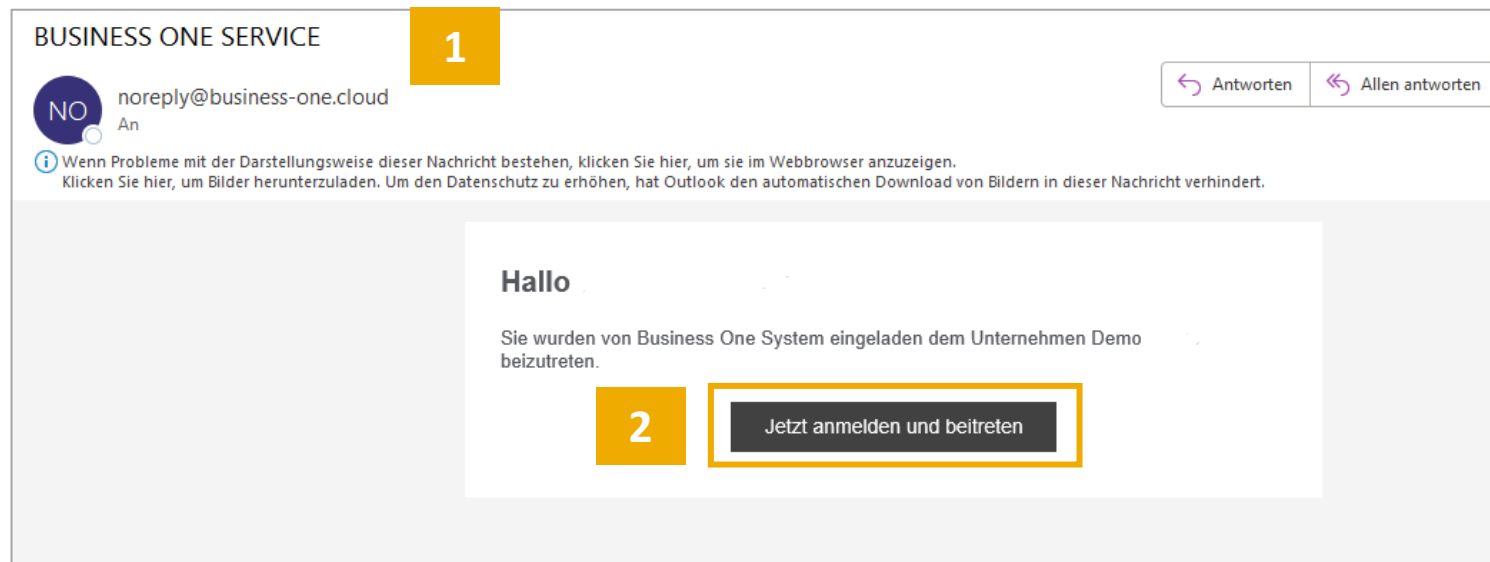 BUSINESS ONE SERVICE
1
NO
noreply@business-one.cloud
An
Antworten
Allen antworten
Wenn Probleme mit der Darstellungsweise dieser Nachricht bestehen, klicken Sie hier, um sie im Webbrowser anzuzeigen.
Klicken Sie hier, um Bilder herunterzuladen. Um den Datenschutz zu erhöhen, hat Outlook den automatischen Download von Bildern in dieser Nachricht verhindert.
Hallo
Sie wurden von Business One System eingeladen dem Unternehmen Demo
beizutreten.
2
Jetzt anmelden und beitreten